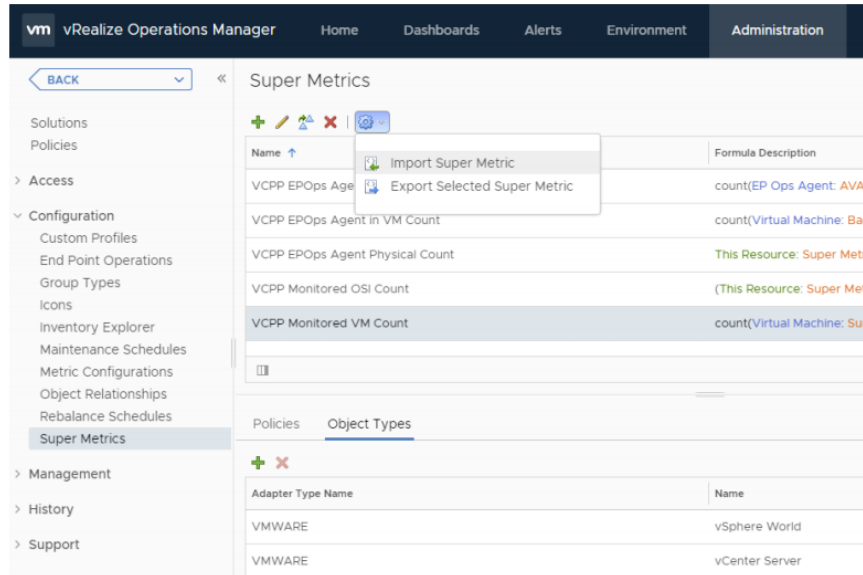 vm vRealize Operations Manager Home Dashboards Alerts Environment Administration
BACK
Solutions
Policies
Access
Configuration
Custom Profiles
End Point Operations
Group Types
Icons
Inventory Explorer
Maintenance Schedules
Metric Configurations
Object Relationships
Rebalance Schedules
Super Metrics
Management
History
Support
Super Metrics
Name Formula Description
Import Super Metric
Export Selected Super Metric
VCPP EPOps Age count(EP Ops Agent: AVA
VCPP EPOps Agent in VM Count count(Virtual Machine: Ba
VCPP EPOps Agent Physical Count This Resource: Super Met
VCPP Monitored OSI Count (This Resource: Super Me
VCPP Monitored VM Count count(Virtual Machine: Su
Policies Object Types
Adapter Type Name Name
VMWARE vSphere World
VMWARE vCenter Server